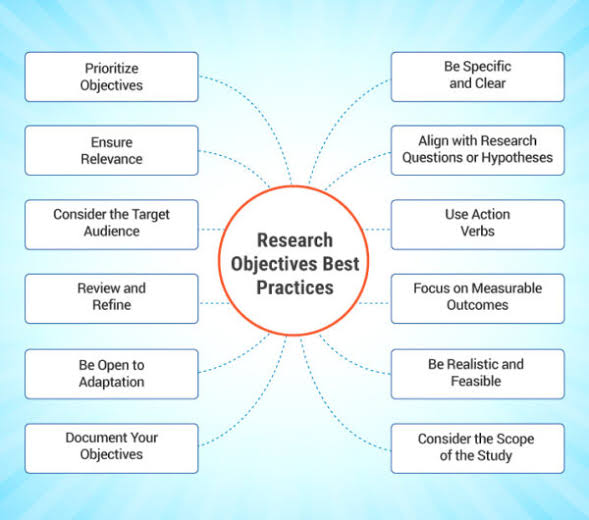 Prioritize
Objectives
Ensure
Relevance
Consider the Target
Audience
Review and
Refine
Be Open to
Adaptation
Document Your
Objectives
Research
Objectives Best
Practices
Be Specific
and Clear
Align with Research
Questions or Hypotheses
Use Action
Verbs
Focus on Measurable
Outcomes
Be Realistic and
Feasible
Consider the Scope
of the Study